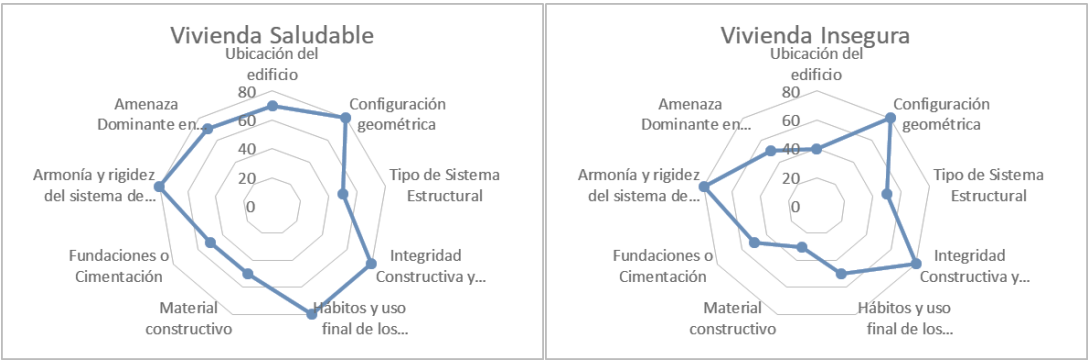 Vivienda Saludable
Ubicación del
edificio
80
60
40
20
0
Configuración
geométrica
Tipo de Sistema
Estructural
Integridad
Constructiva y...
Hábitos y uso
final de los...
Material
constructivo
Fundaciones o
Cimentación
Armonía y rigidez
del sistema de...
Amenaza
Dominante en...
Vivienda Insegura
Ubicación del
edificio
80
60
40
20
0
Configuración
geométrica
Tipo de Sistema
Estructural
Integridad
Constructiva y...
Hábitos y uso
final de los...
Material
constructivo
Fundaciones o
Cimentación
Armonía y rigidez
del sistema de...
Amenaza
Dominante en...